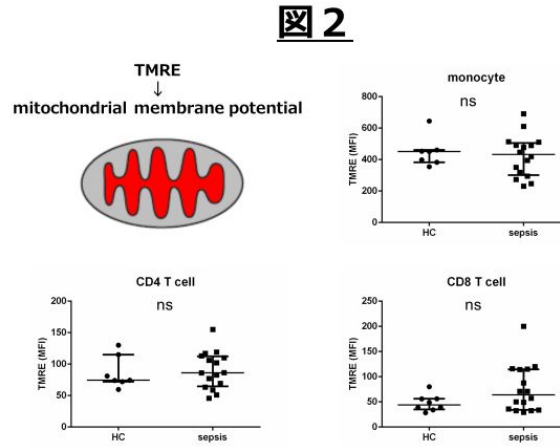 図２
TMRE
↓
mitochondrial membrane potential
monocyte
ns
TMRE (MFI)
800
600
400
200
0
HC
sepsis
CD4 T cell
ns
TMRE (MFI)
200
150
100
50
0
HC
sepsis
CD8 T cell
ns
TMRE (MFI)
250
200
150
100
50
0
HC
sepsis